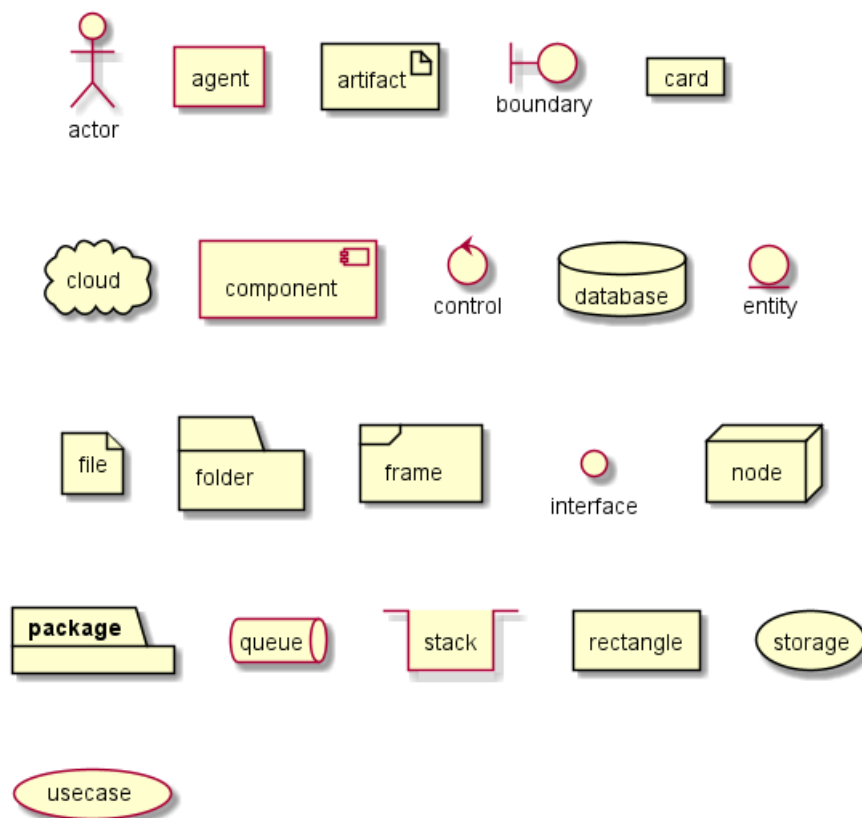 actor
agent
artifact
boundary
card
cloud
component
control
database
entity
file
folder
frame
interface
node
package
queue
stack
rectangle
storage
usecase